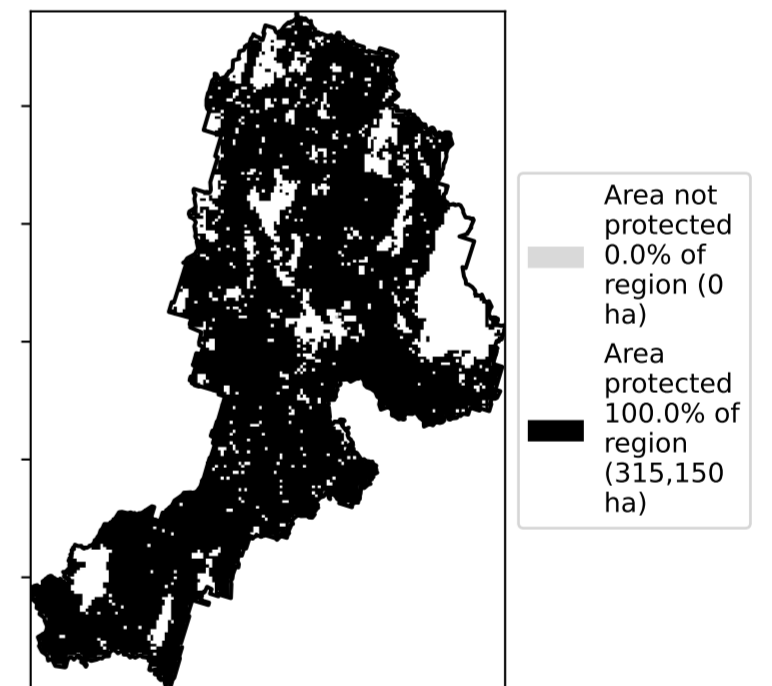 Area not
protected
0.0% of
region (0
ha)
Area
protected
100.0% of
region
(315,150
ha)